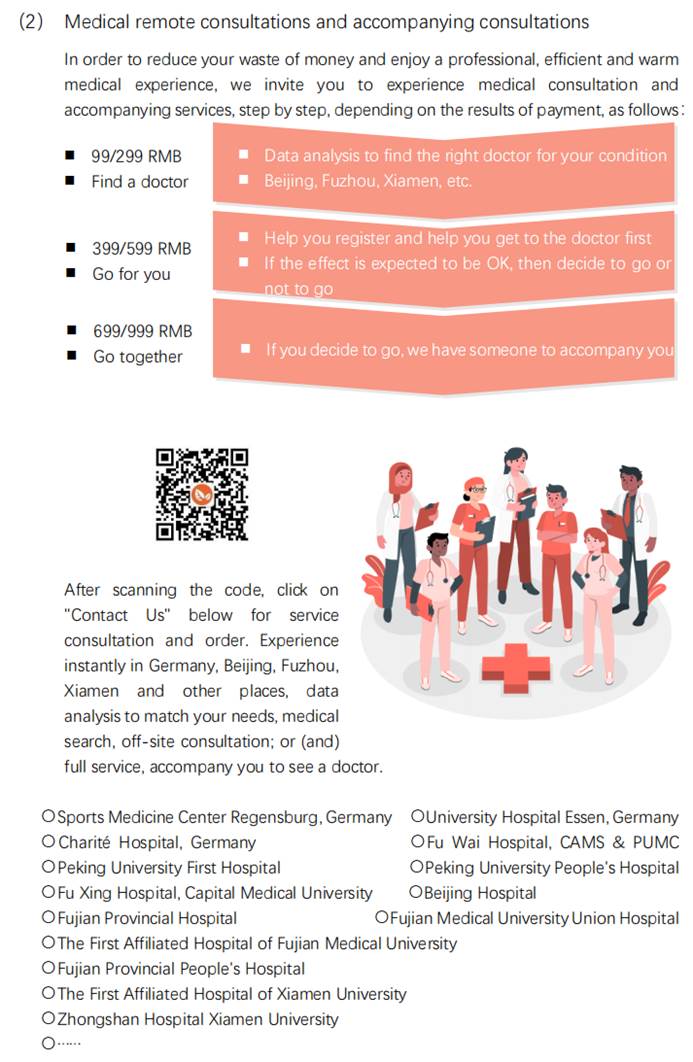 (2) Medical remote consultations and accompanying consultations
In order to reduce your waste of money and enjoy a professional, efficient and warm
medical experience, we invite you to experience medical consultation and
accompanying services, step by step, depending on the results of payment, as follows:
■ 99/299 RMB
■ Find a doctor
■ Data analysis to find the right doctor for your condition
■ Beijing, Fuzhou, Xiamen, etc.
■ 399/599 RMB
■ Go for you
■ Help you register and help you get to the doctor first
■ If the effect is expected to be OK, then decide to go or
not to go
■ 699/999 RMB
■ Go together
■ If you decide to go, we have someone to accompany you
After scanning the code, click on
"Contact Us" below for service
consultation and order. Experience
instantly in Germany, Beijing, Fuzhou,
Xiamen and other places, data
analysis to match your needs, medical
search, off-site consultation; or (and)
full service, accompany you to see a doctor.
○Sports Medicine Center Regensburg, Germany ○University Hospital Essen, Germany
○Charité Hospital, Germany ○Fu Wai Hospital, CAMS & PUMC
○Peking University First Hospital ○Peking University People's Hospital
○Fu Xing Hospital, Capital Medical University ○Beijing Hospital
○Fujian Provincial Hospital ○Fujian Medical University Union Hospital
○The First Affiliated Hospital of Fujian Medical University
○Fujian Provincial People's Hospital
○The First Affiliated Hospital of Xiamen University
○Zhongshan Hospital Xiamen University
○……